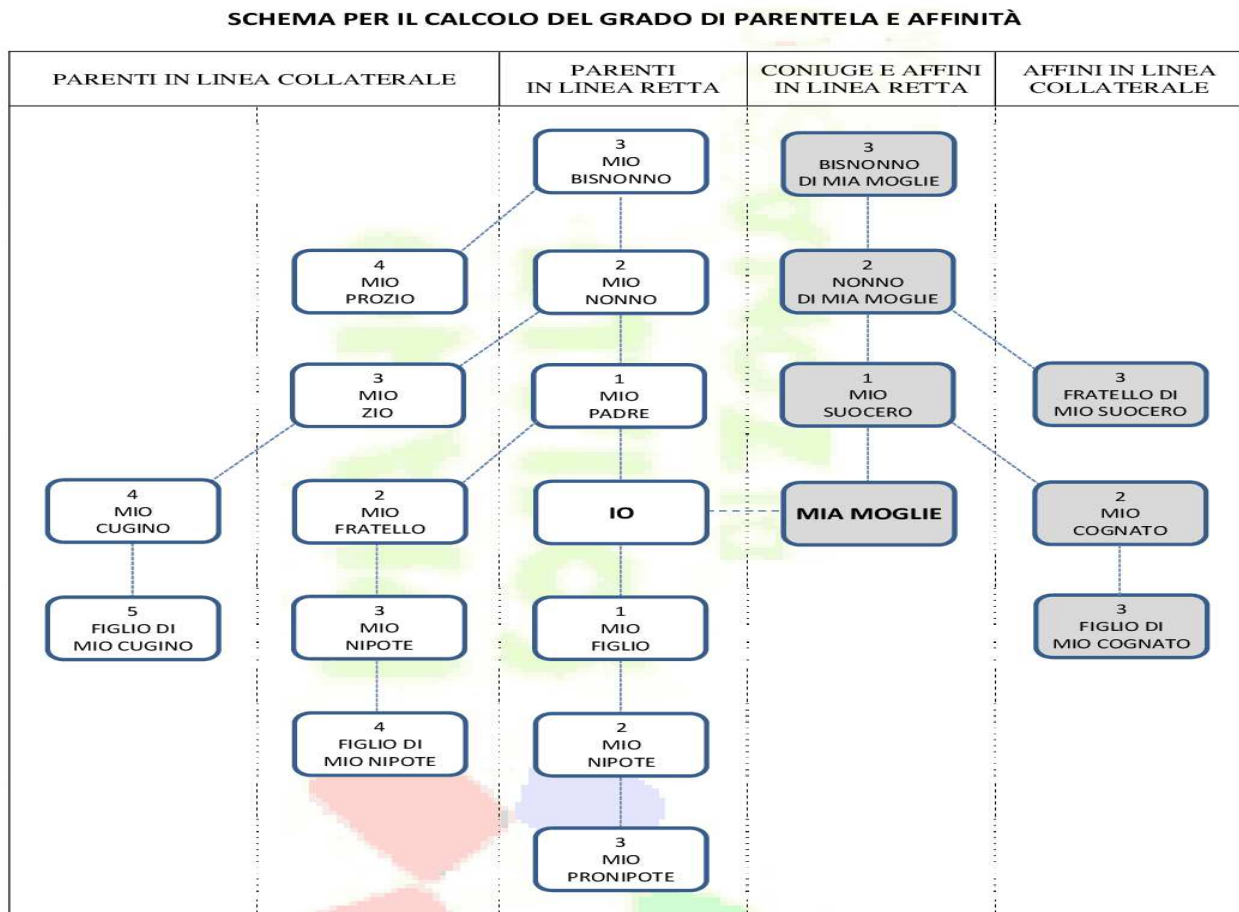 SCHEMA PER IL CALCOLO DEL GRADO DI PARENTELA E AFFINITÀ
PARENTI IN LINEA COLLATERALE
PARENTI
IN LINEA RETTA
CONIUGE E AFFINI
IN LINEA RETTA
AFFINI IN LINEA
COLLATERALE
3
MIO
BISNONNO
3
BISNONNO
DI MIA MOGLIE
4
MIO
PROZIO
2
MIO
NONNO
2
NONNO
DI MIA MOGLIE
3
MIO
ZIO
1
MIO
PADRE
1
MIO
SUOCERO
3
FRATELLO DI
MIO SUOCERO
4
MIO
CUGINO
2
MIO
FRATELLO
IO
MIA MOGLIE
2
MIO
COGNATO
5
FIGLIO DI
MIO CUGINO
3
MIO
NIPOTE
1
MIO
FIGLIO
3
FIGLIO DI
MIO COGNATO
4
FIGLIO DI
MIO NIPOTE
2
MIO
NIPOTE
3
MIO
PRONIPOTE